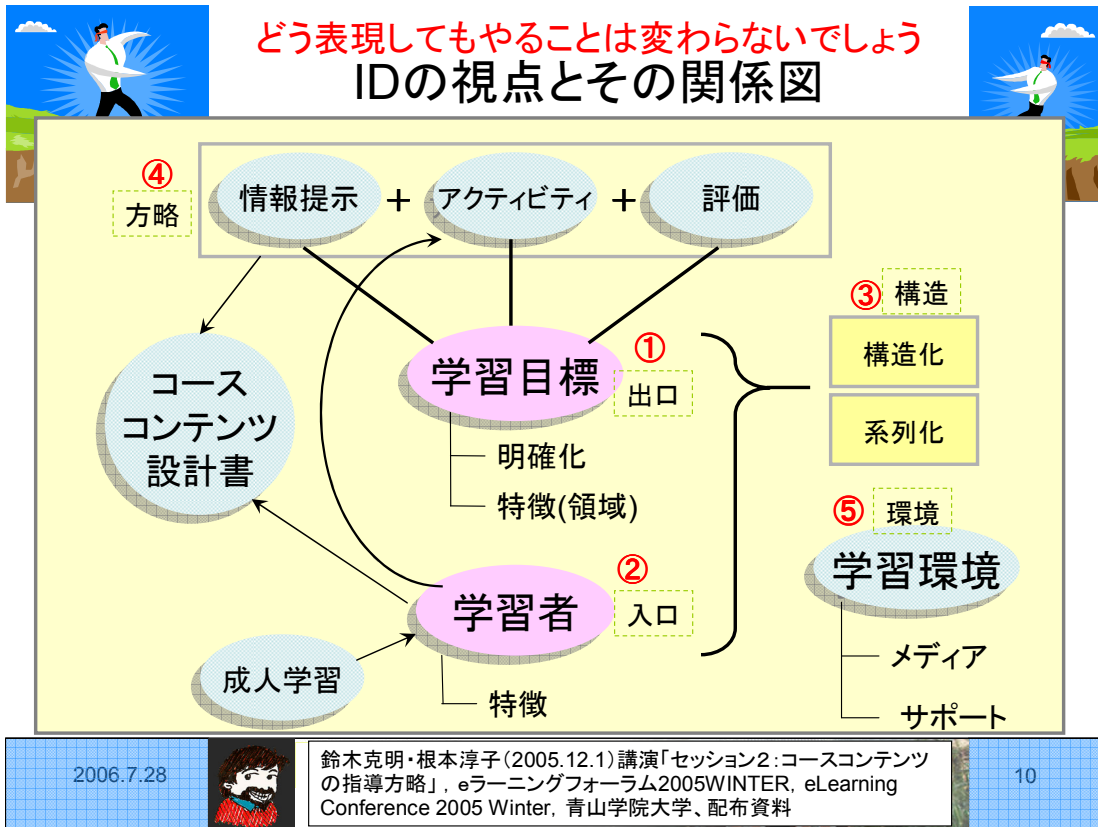 どう表現してもやることは変わらないでしょう
IDの視点とその関係図
④
方略
情報提示 + アクティビティ + 評価
③ 構造
構造化
系列化
①
学習目標
出口
明確化
特徴(領域)
コース
コンテンツ
設計書
⑤ 環境
学習環境
メディア
サポート
②
学習者
入口
特徴
成人学習
2006.7.28
鈴木克明・根本淳子(2005.12.1)講演「セッション2:コースコンテンツ
の指導方略」, eラーニングフォーラム2005WINTER, eLearning
Conference 2005 Winter, 青山学院大学、配布資料
10